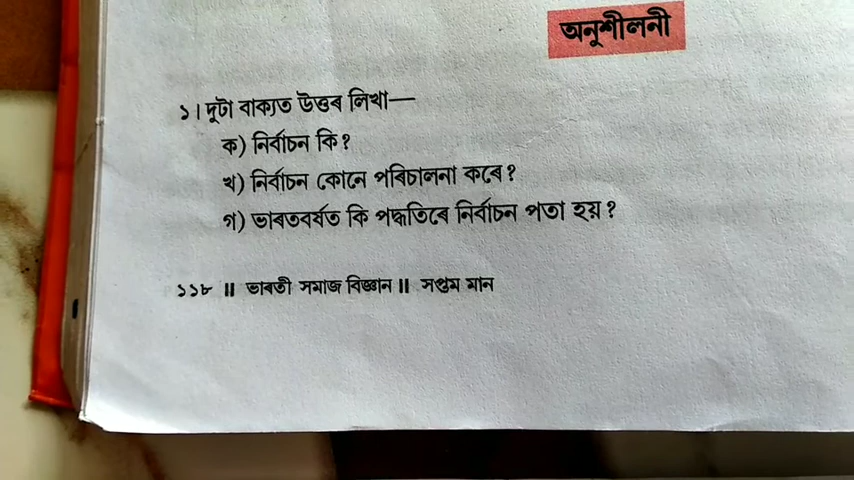 অনুশীলনী
১। দুটা বাক্যত উত্তৰ লিখা—
ক) নিৰ্বাচন কি?
খ) নিৰ্বাচন কোনে পৰিচালনা কৰে?
গ) ভাৰতবৰ্ষত কি পদ্ধতিৰে নিৰ্বাচন পতা হয়?
১১৮ ॥ ভাৰতী সমাজ বিজ্ঞান ॥ সপ্তম মান